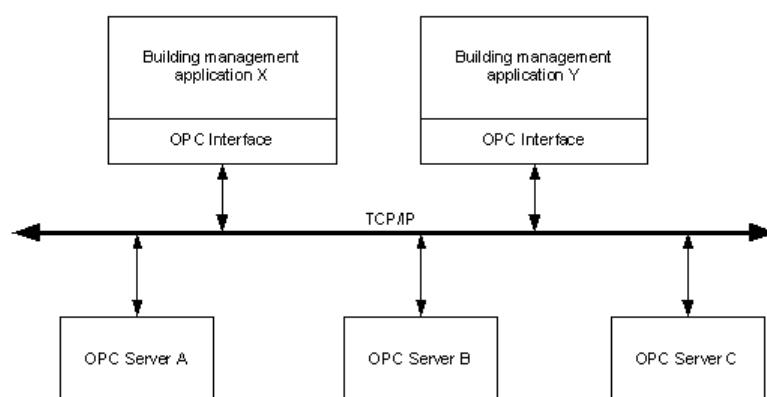 Building management
application X
Building management
application Y
OPC Interface
OPC Interface
TCP/IP
OPC Server A
OPC Server B
OPC Server C